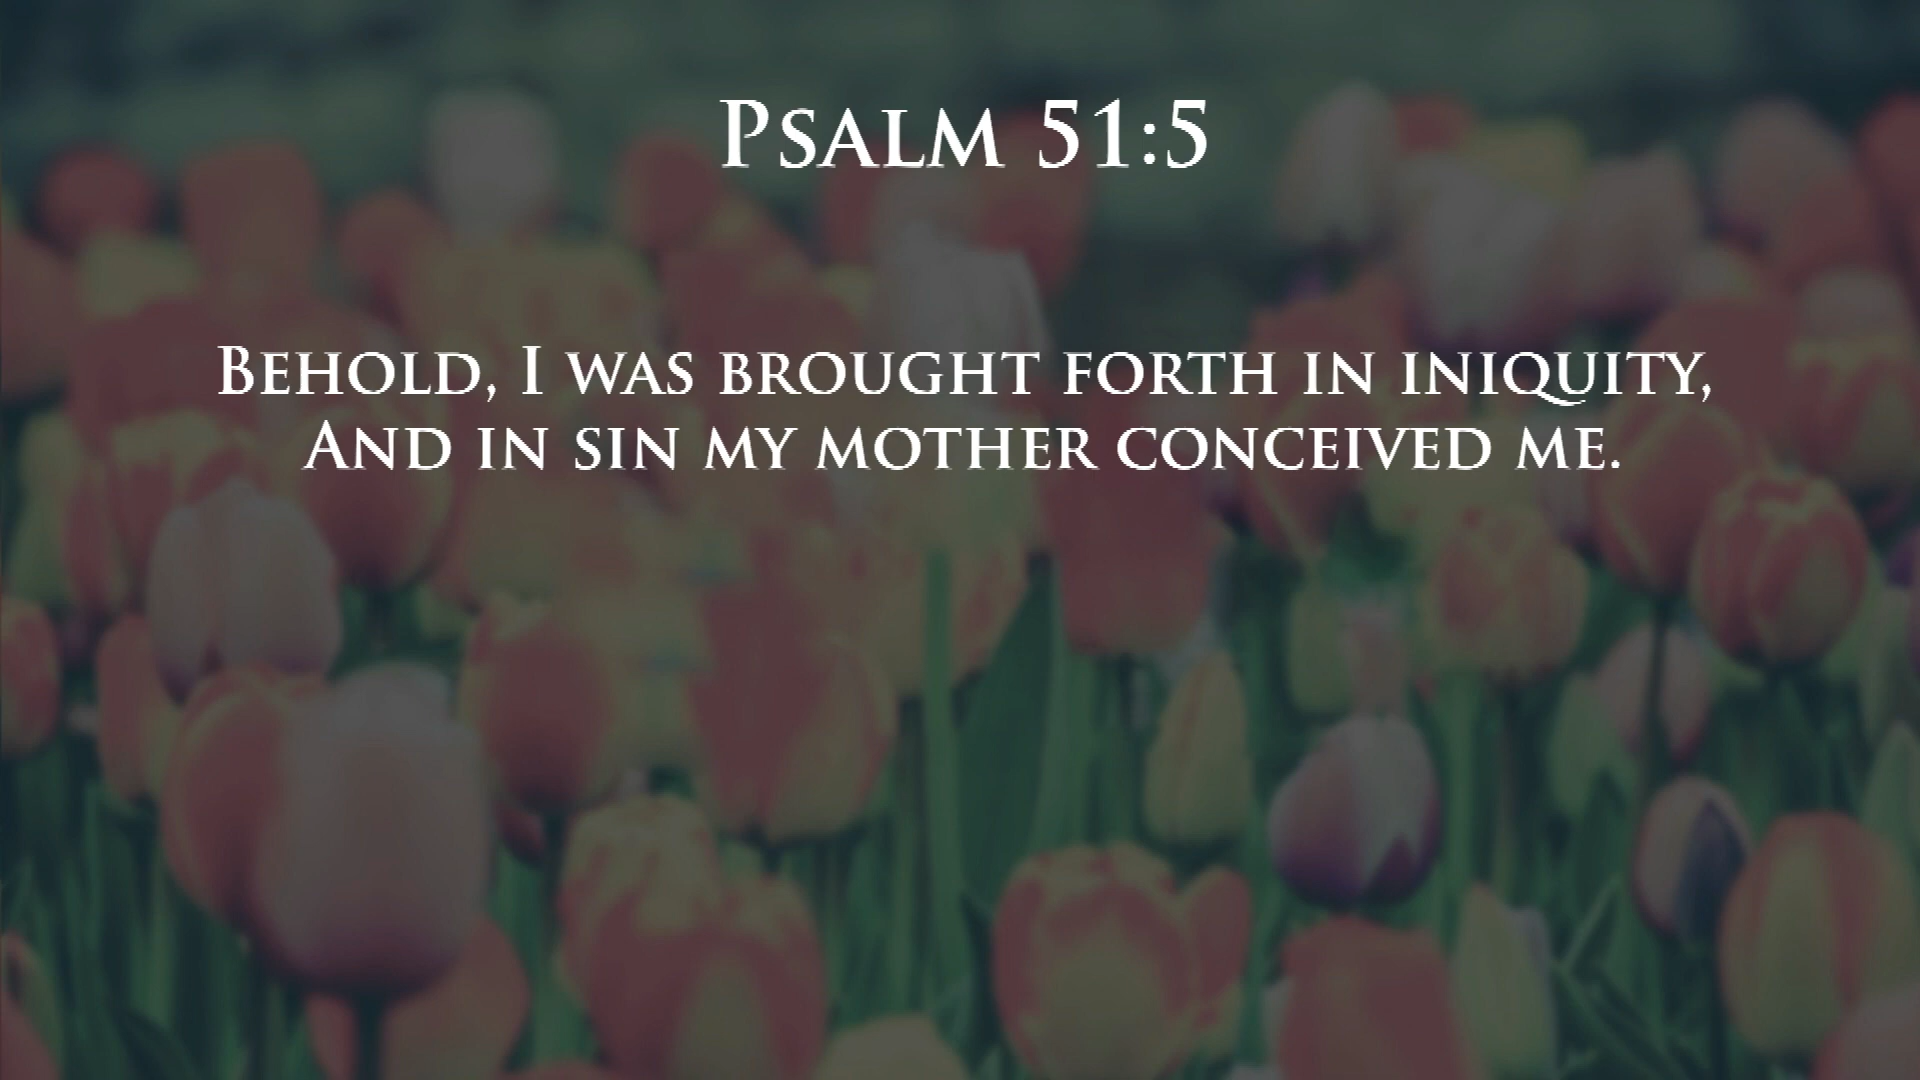 Psalm 51:5
Behold, I was brought forth in iniquity,
And in sin my mother conceived me.